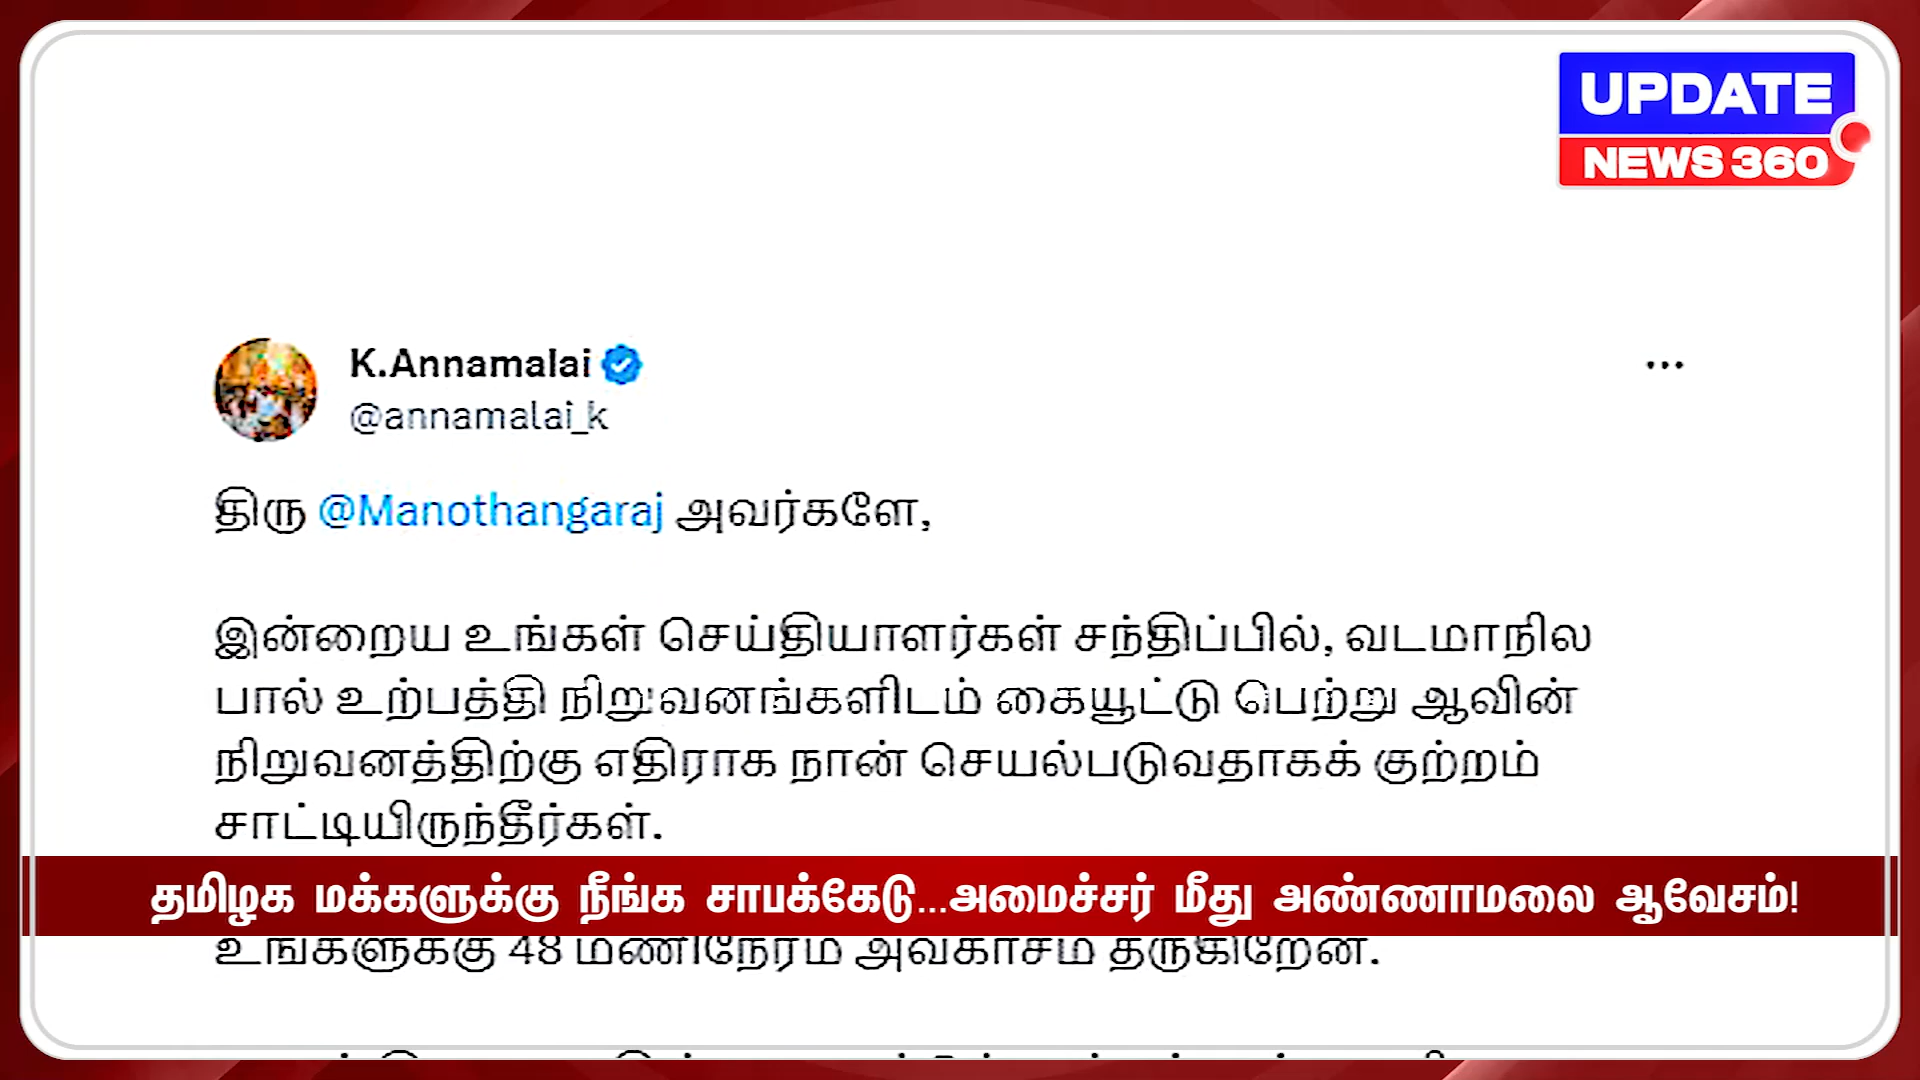 UPDATE
NEWS 360
K.Annamalai
@annamalai_k
திரு @Manothangaraj அவர்களே,
இன்றைய உங்கள் செய்தியாளர்கள் சந்திப்பில், வடமாநில
பால் உற்பத்தி நிறுவனங்களிடம் கையூட்டு பெற்று ஆவின்
நிறுவனத்திற்கு எதிராக நான் செயல்படுவதாகக் குற்றம்
சாட்டியிருந்தீர்கள்.
தமிழக மக்களுக்கு நீங்க சாபக்கேடு...அமைச்சர் மீது அண்ணாமலை ஆவேசம்!
உங்களுக்கு 48 மணிநேரம் அவகாசம் தருகிறேன்.